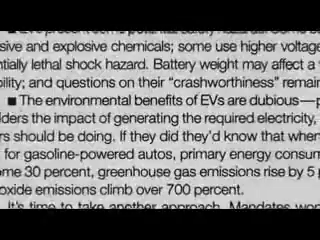 sive and explosive chemicals; some use higher voltage
ntially lethal shock hazard. Battery weight may affect a v
bility; and questions on their “crashworthiness” remain
■ The environmental benefits of EVs are dubious—p
lders the impact of generating the required electricity,
rs should be doing. If they did they’d know that when
for gasoline-powered autos, primary energy consum
ome 30 percent, greenhouse gas emissions rise by 5 p
oxide emissions climb over 700 percent.
It’s time to take another approach. Mandates won